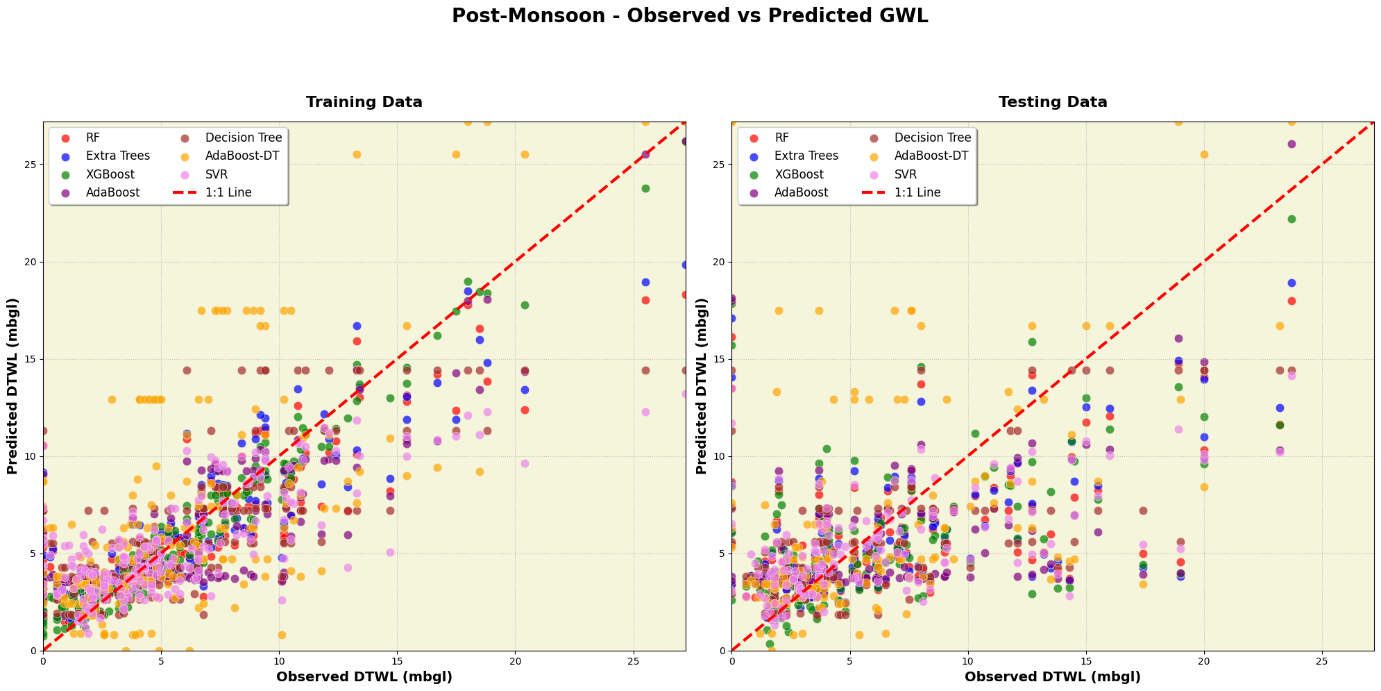 Post-Monsoon - Observed vs Predicted GWL
Training Data
RF
Extra Trees
XGBoost
AdaBoost
Decision Tree
AdaBoost-DT
SVR
1:1 Line
Predicted DTWL (mbgl)
25
20
15
10
5
0
0 5 10 15 20 25
Observed DTWL (mbgl)
Testing Data
RF
Extra Trees
XGBoost
AdaBoost
Decision Tree
AdaBoost-DT
SVR
1:1 Line
Predicted DTWL (mbgl)
25
20
15
10
5
0
0 5 10 15 20 25
Observed DTWL (mbgl)